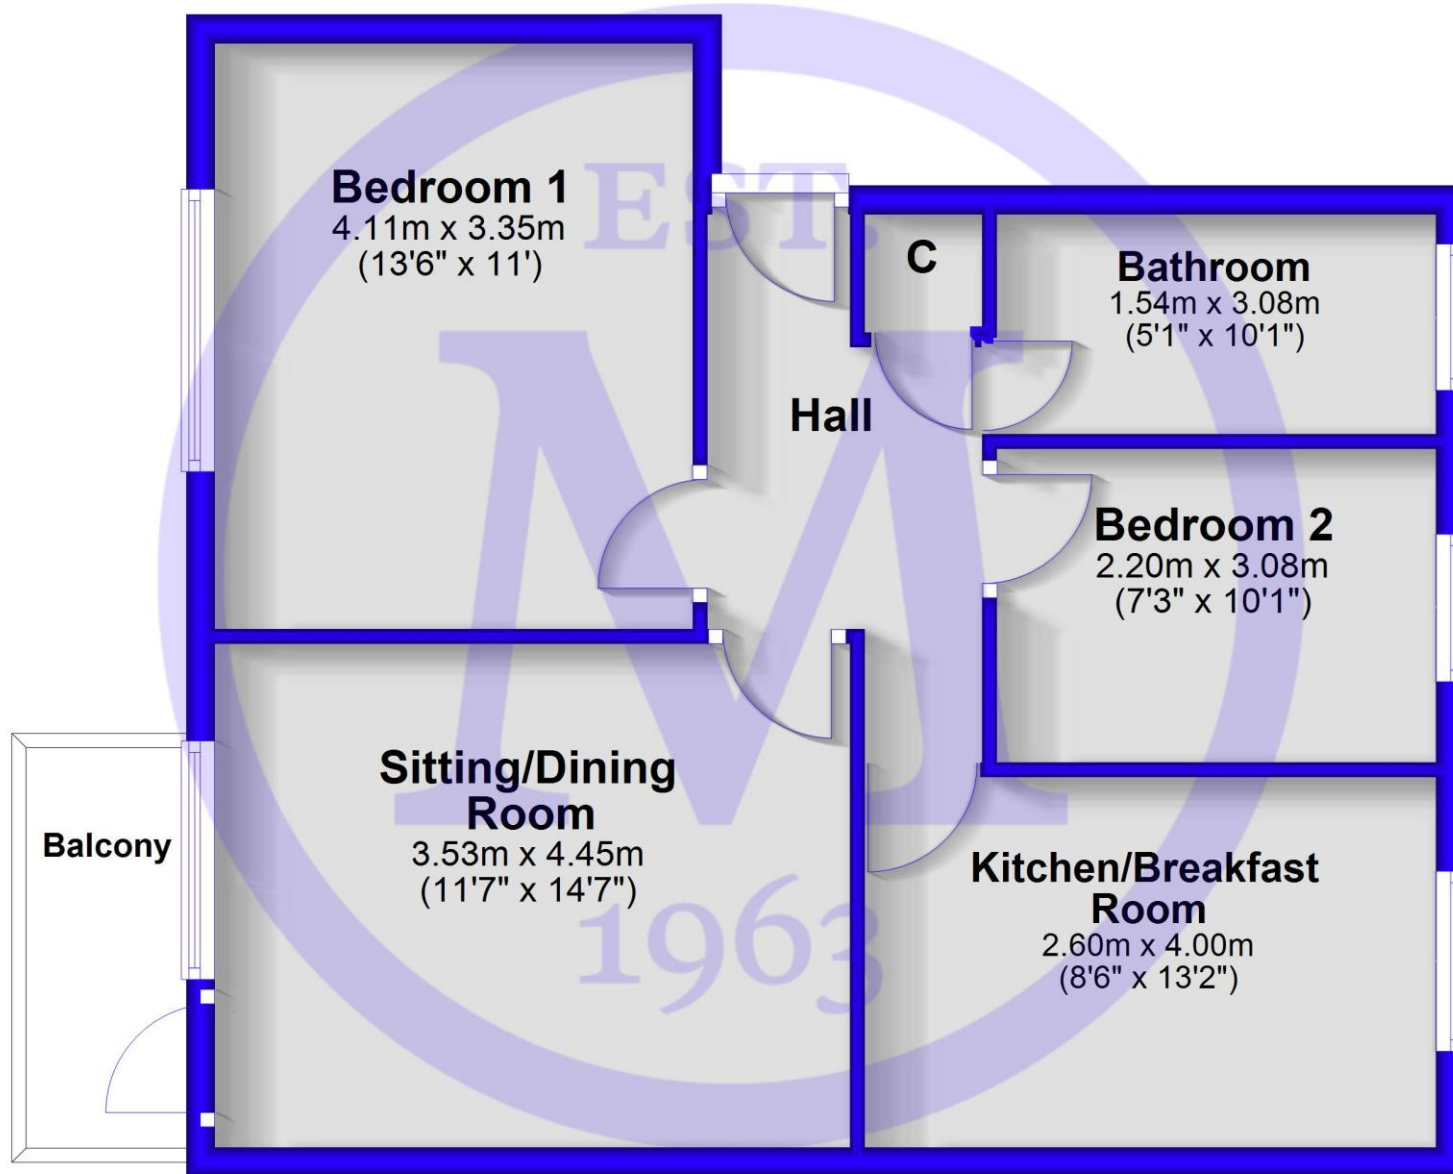 Bedroom 1
4.11m x 3.35m
(13'6" x 11')
EST.
C
Bathroom
1.54m x 3.08m
(5'1" x 10'1")
Hall
M
Bedroom 2
2.20m x 3.08m
(7'3" x 10'1")
Sitting/Dining
Room
3.53m x 4.45m
(11'7" x 14'7")
Balcony
Kitchen/Breakfast
Room
2.60m x 4.00m
(8'6" x 13'2")
1963